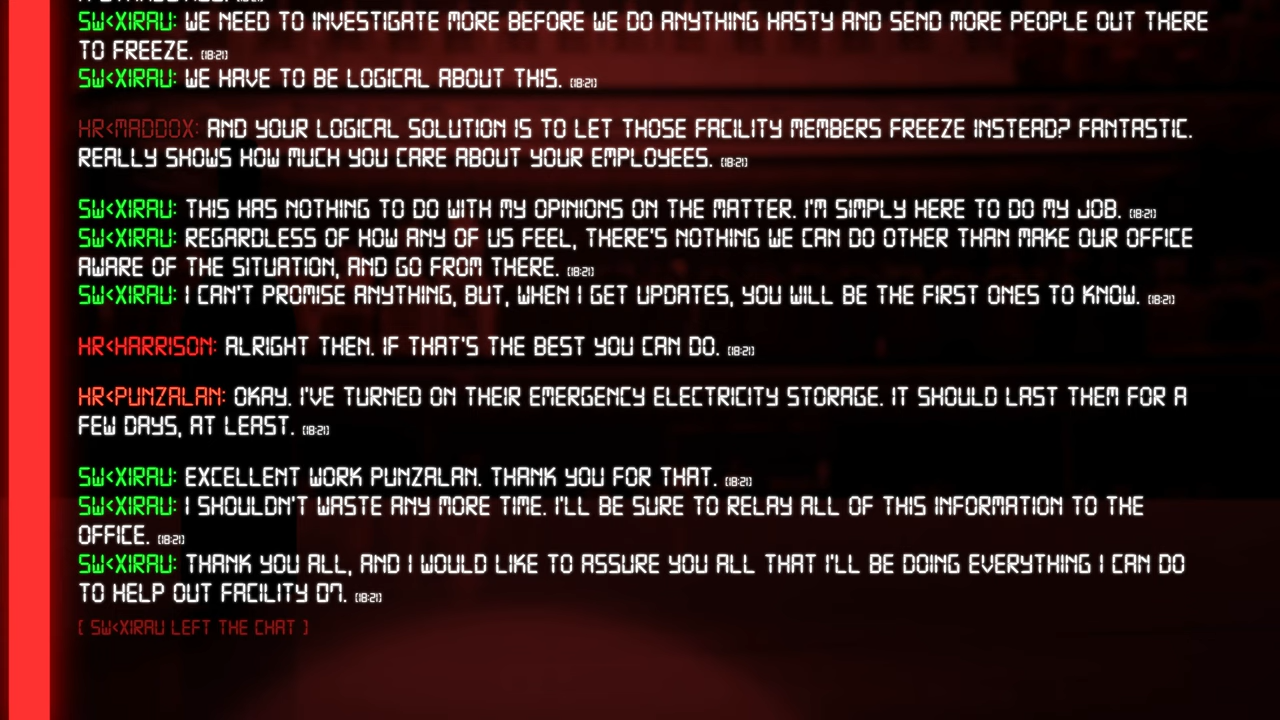 SW<XIRAU: WE NEED TO INVESTIGATE MORE BEFORE WE DO ANYTHING HASTY AND SEND MORE PEOPLE OUT THERE
TO FREEZE. [18:21]
SW<XIRAU: WE HAVE TO BE LOGICAL ABOUT THIS. [18:21]
HR<MADDOX: AND YOUR LOGICAL SOLUTION IS TO LET THOSE FACILITY MEMBERS FREEZE INSTEAD? FANTASTIC.
REALLY SHOWS HOW MUCH YOU CARE ABOUT YOUR EMPLOYEES. [18:21]
SW<XIRAU: THIS HAS NOTHING TO DO WITH MY OPINIONS ON THE MATTER. I'M SIMPLY HERE TO DO MY JOB. [18:21]
SW<XIRAU: REGARDLESS OF HOW ANY OF US FEEL, THERE'S NOTHING WE CAN DO OTHER THAN MAKE OUR OFFICE
AWARE OF THE SITUATION, AND GO FROM THERE. [18:21]
SW<XIRAU: I CAN'T PROMISE ANYTHING, BUT, WHEN I GET UPDATES, YOU WILL BE THE FIRST ONES TO KNOW. [18:21]
HR<HARRISON: ALRIGHT THEN. IF THAT'S THE BEST YOU CAN DO. [18:21]
HR<PUNZALAN: OKAY. I'VE TURNED ON THEIR EMERGENCY ELECTRICITY STORAGE. IT SHOULD LAST THEM FOR A
FEW DAYS, AT LEAST. [18:21]
SW<XIRAU: EXCELLENT WORK PUNZALAN. THANK YOU FOR THAT. [18:21]
SW<XIRAU: I SHOULDN'T WASTE ANY MORE TIME. I'LL BE SURE TO RELAY ALL OF THIS INFORMATION TO THE
OFFICE. [18:21]
SW<XIRAU: THANK YOU ALL, AND I WOULD LIKE TO ASSURE YOU ALL THAT I'LL BE DOING EVERYTHING I CAN DO
TO HELP OUT FACILITY 07. [18:21]
[ SW<XIRAU LEFT THE CHAT ]